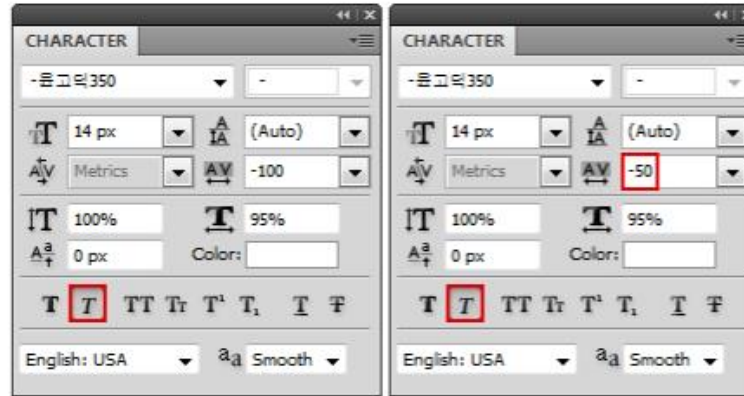 CHARACTER
-윤고딕350
-
14 px
(Auto)
Metrics
-100
100%
95%
0 px
Color:
T T TT Tr T¹ T₁ T T
English: USA
aa Smooth
CHARACTER
-윤고딕350
-
14 px
(Auto)
Metrics
-50
100%
95%
0 px
Color:
T T TT Tr T¹ T₁ T T
English: USA
aa Smooth